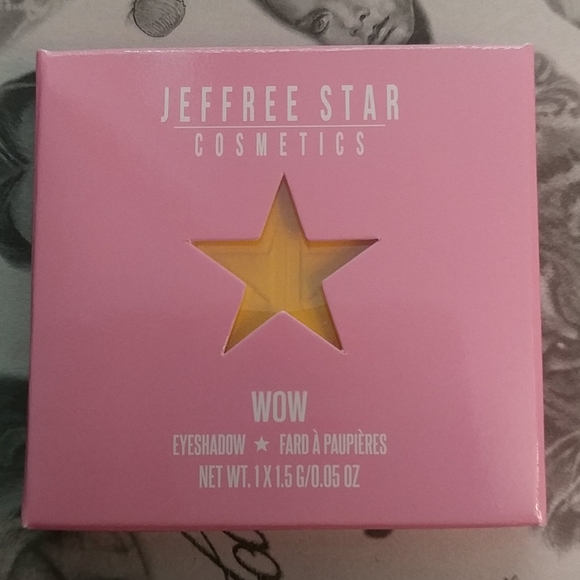 JEFFREE STAR
COSMETICS
WOW
EYESHADOW ★ FARD À PAUPIÈRES
NET WT. 1 X 1.5 G/0.05 OZ